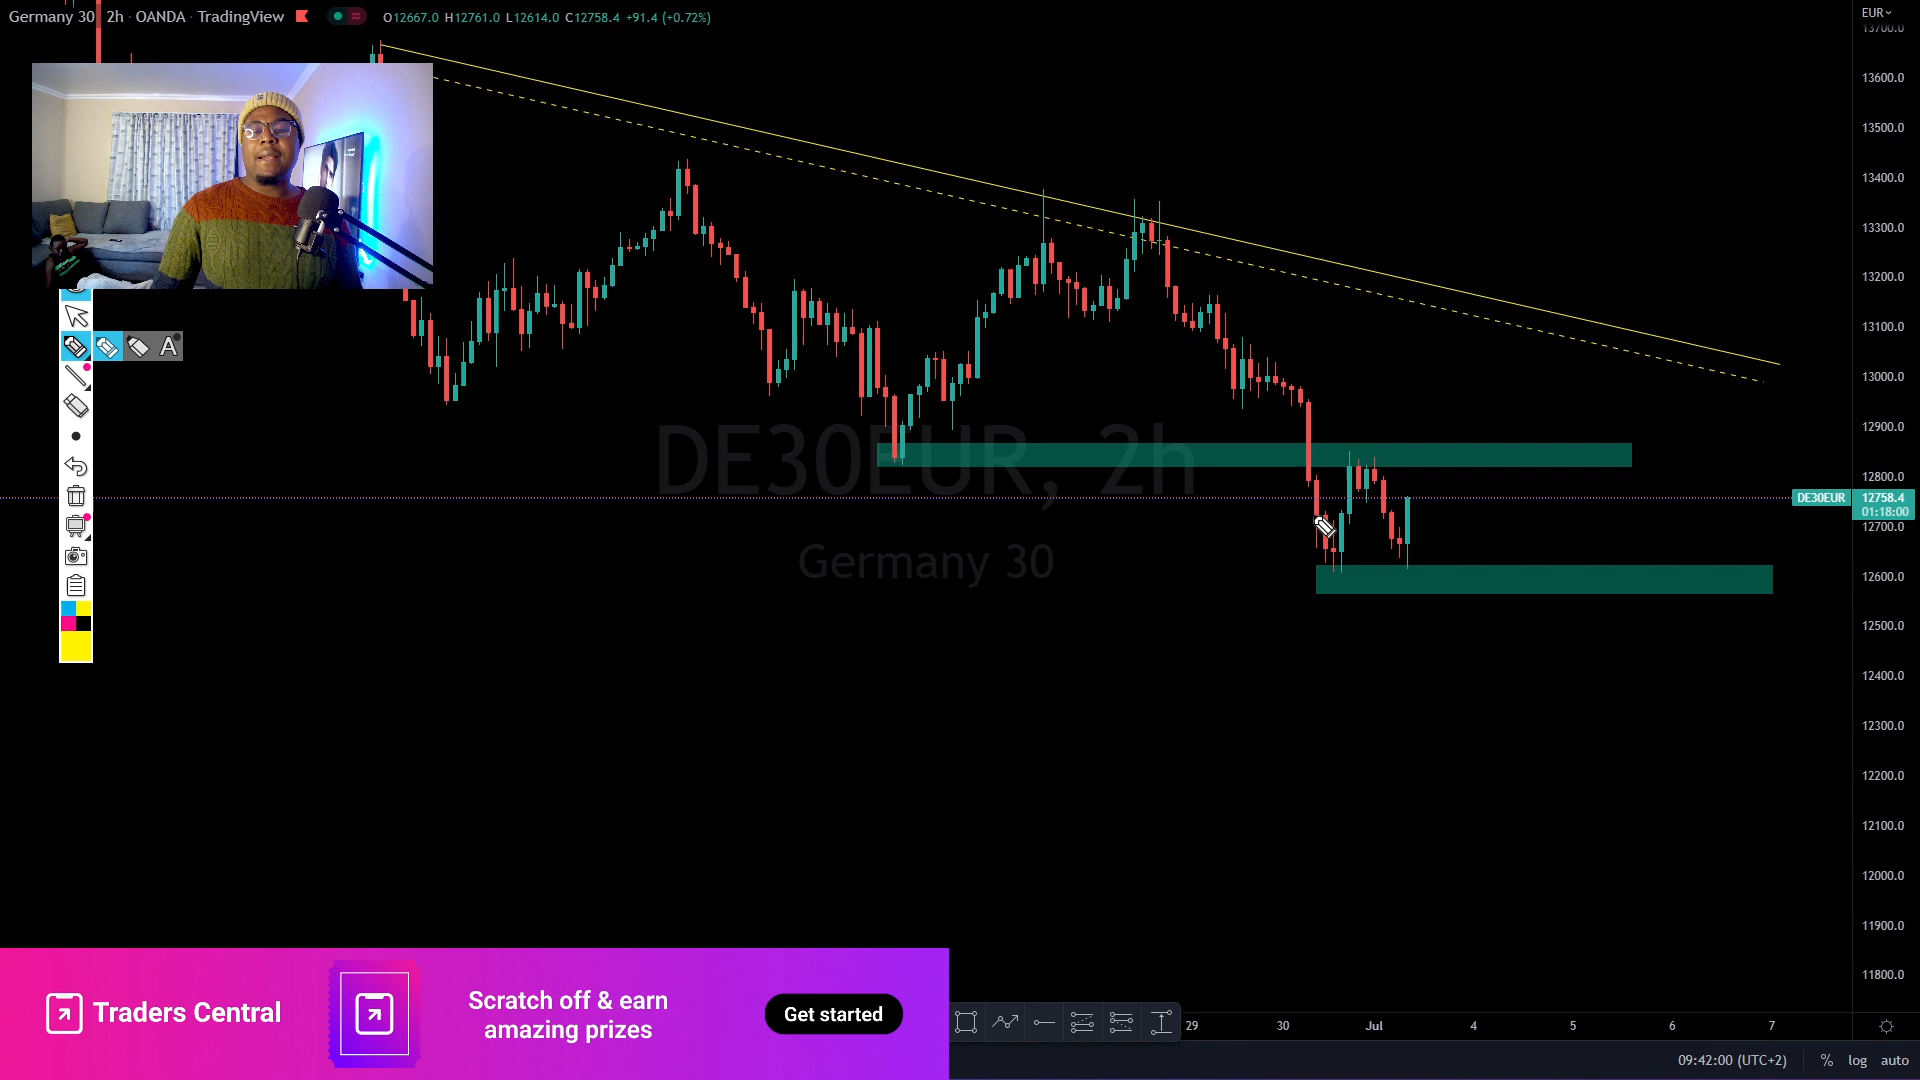 Germany 30 · 2h · OANDA · TradingView
O12667.0 H12761.0 L12614.0 C12758.4 +91.4 (+0.72%)
EUR
13700.0
13600.0
13500.0
13400.0
13300.0
13200.0
13100.0
13000.0
12900.0
12800.0
DE30EUR 12758.4
01:18:00
12700.0
12600.0
12500.0
12400.0
12300.0
12200.0
12100.0
12000.0
11900.0
11800.0
A
DE30EUR, 2h
Germany 30
Traders Central
Scratch off & earn
amazing prizes
Get started
29 30 Jul 4 5 6 7
09:42:00 (UTC+2) % log auto